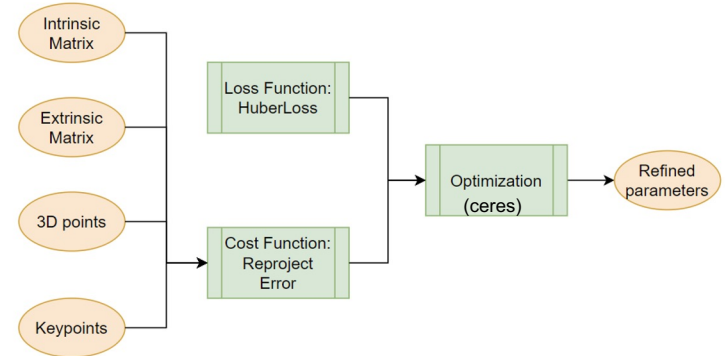 Intrinsic
Matrix
Extrinsic
Matrix
3D points
Keypoints
Loss Function:
HuberLoss
Cost Function:
Reproject
Error
Optimization
(ceres)
Refined
parameters